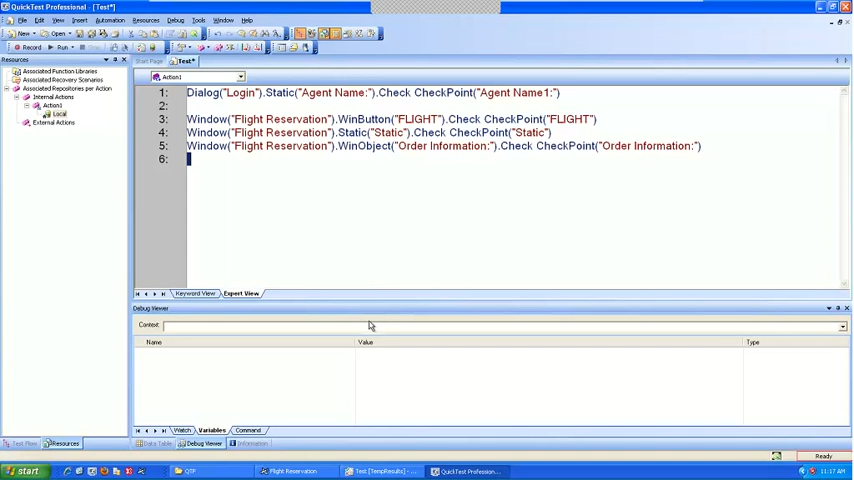 QuickTest Professional - [Test*]
File Edit View Insert Automation Resources Debug Tools Window Help
New Open
Record Run
Resources
Associated Function Libraries
Associated Recovery Scenarios
Associated Repositories per Action
Internal Actions
Action1
Local
External Actions
Start Page Test*
Action1
1: Dialog("Login").Static("Agent Name:").Check CheckPoint("Agent Name1:")
2:
3: Window("Flight Reservation").WinButton("FLIGHT").Check CheckPoint("FLIGHT")
4: Window("Flight Reservation").Static("Static").Check CheckPoint("Static")
5: Window("Flight Reservation").WinObject("Order Information:").Check CheckPoint("Order Information:")
6:
Keyword View Expert View
Debug Viewer
Context:
Name Value Type
Watch Variables Command
Test Flow Resources Data Table Debug Viewer Information
Ready
start QTP Flight Reservation Test [TempResults] - ... QuickTest Profession... 11:17 AM